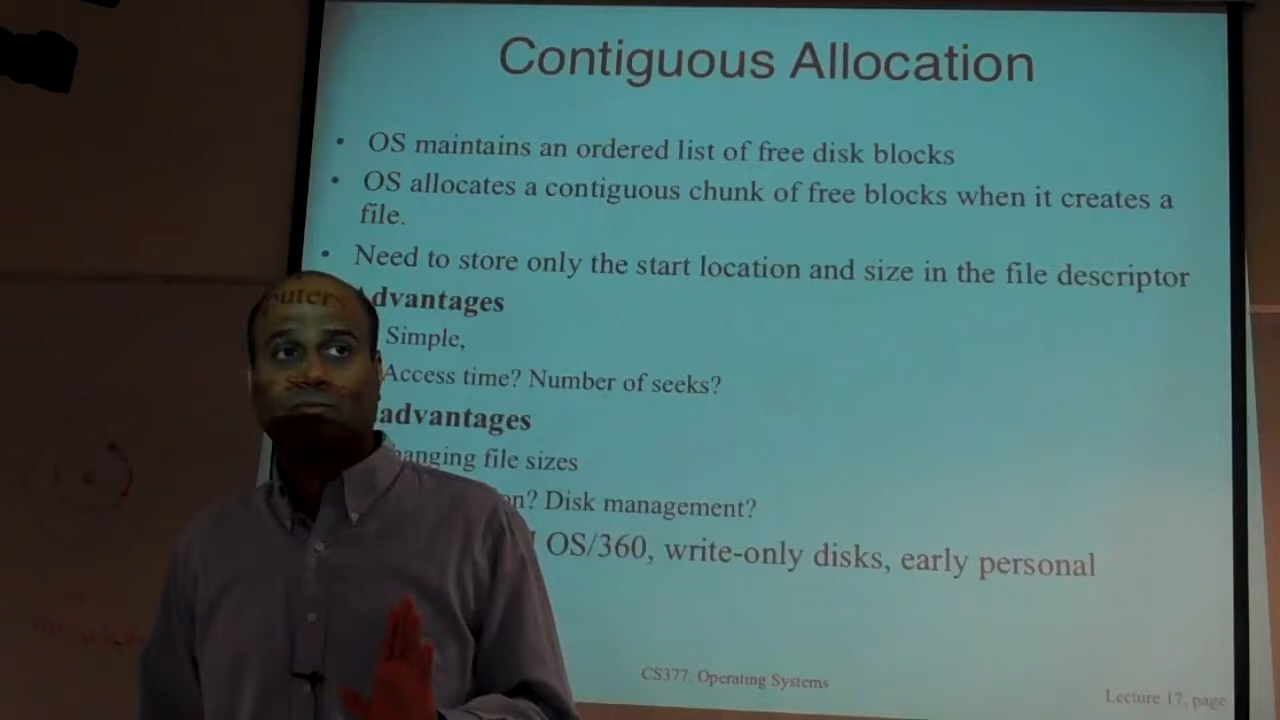 Contiguous Allocation
• OS maintains an ordered list of free disk blocks
• OS allocates a contiguous chunk of free blocks when it creates a
file.
• Need to store only the start location and size in the file descriptor
Advantages
Simple,
Access time? Number of seeks?
advantages
anging file sizes
on? Disk management?
OS/360, write-only disks, early personal
outers
CS377: Operating Systems
Lecture 17, page